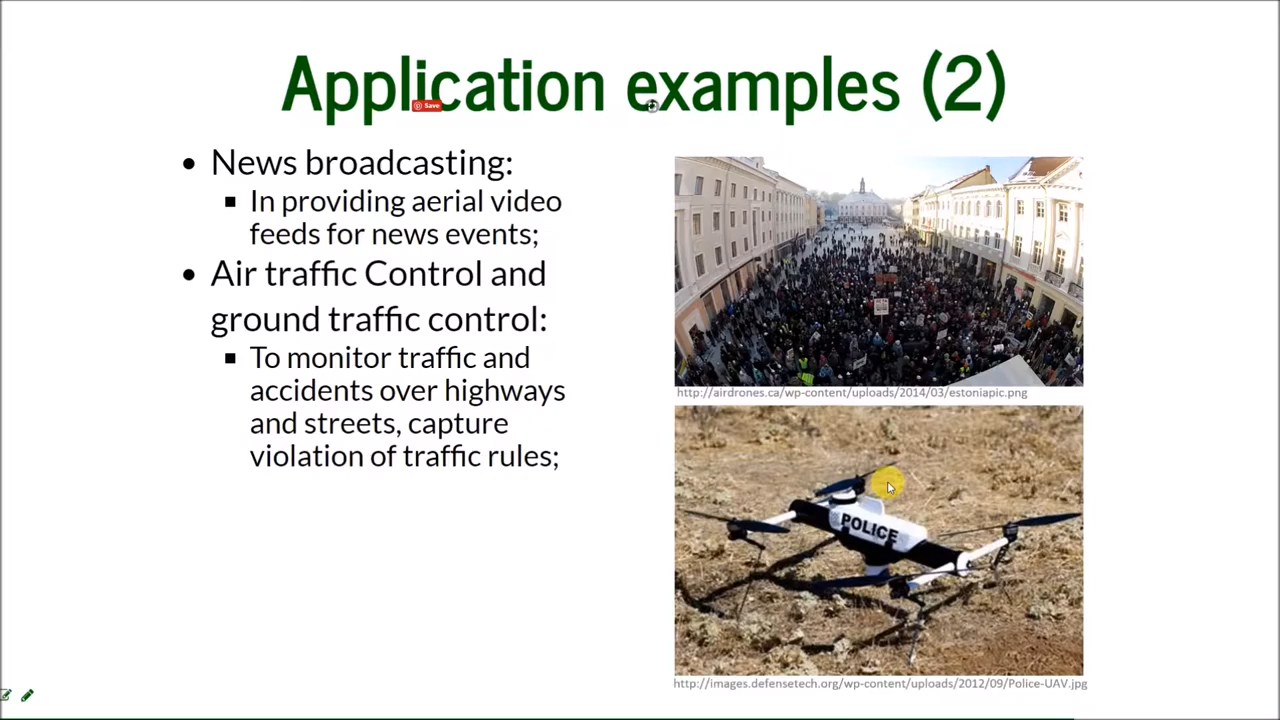 Application examples (2)
Save
• News broadcasting:
▪ In providing aerial video
feeds for news events;
• Air traffic Control and
ground traffic control:
▪ To monitor traffic and
accidents over highways
and streets, capture
violation of traffic rules;
http://airdrones.ca/wp-content/uploads/2014/03/estoniapic.png
POLICE
http://images.defensetech.org/wp-content/uploads/2012/09/Police-UAV.jpg